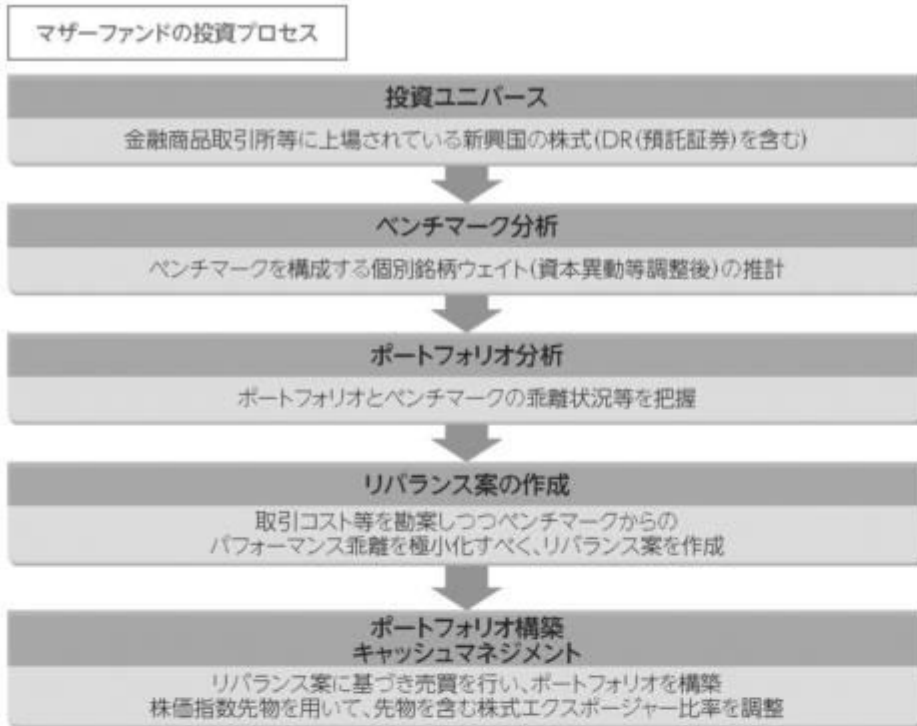 マザーファンドの投資プロセス
投資ユニバース
金融商品取引所等に上場されている新興国の株式(DR(預託証券)を含む)
ベンチマーク分析
ベンチマークを構成する個別銘柄ウェイト(資本異動等調整後)の推計
ポートフォリオ分析
ポートフォリオとベンチマークの乖離状況等を把握
リバランス案の作成
取引コスト等を勘案しつつベンチマークからの
パフォーマンス乖離を極小化すべく、リバランス案を作成
ポートフォリオ構築
キャッシュマネジメント
リバランス案に基づき売買を行い、ポートフォリオを構築
株価指数先物を用いて、先物を含む株式エクスポージャー比率を調整